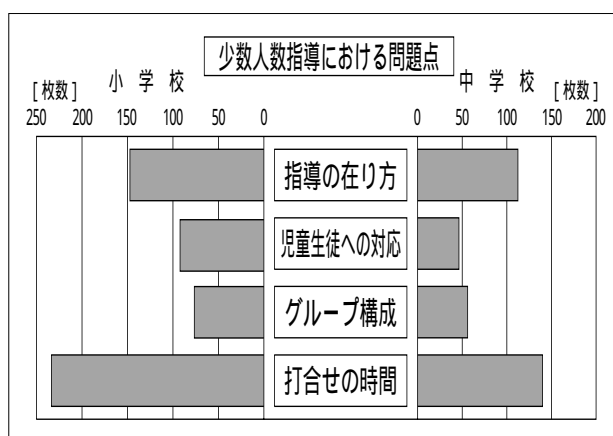 少数人数指導における問題点
小学校 中学校
[枚数] [枚数]
250 200 150 100 50 0 0 50 100 150 200
指導の在り方
児童生徒への対応
グループ構成
打合せの時間